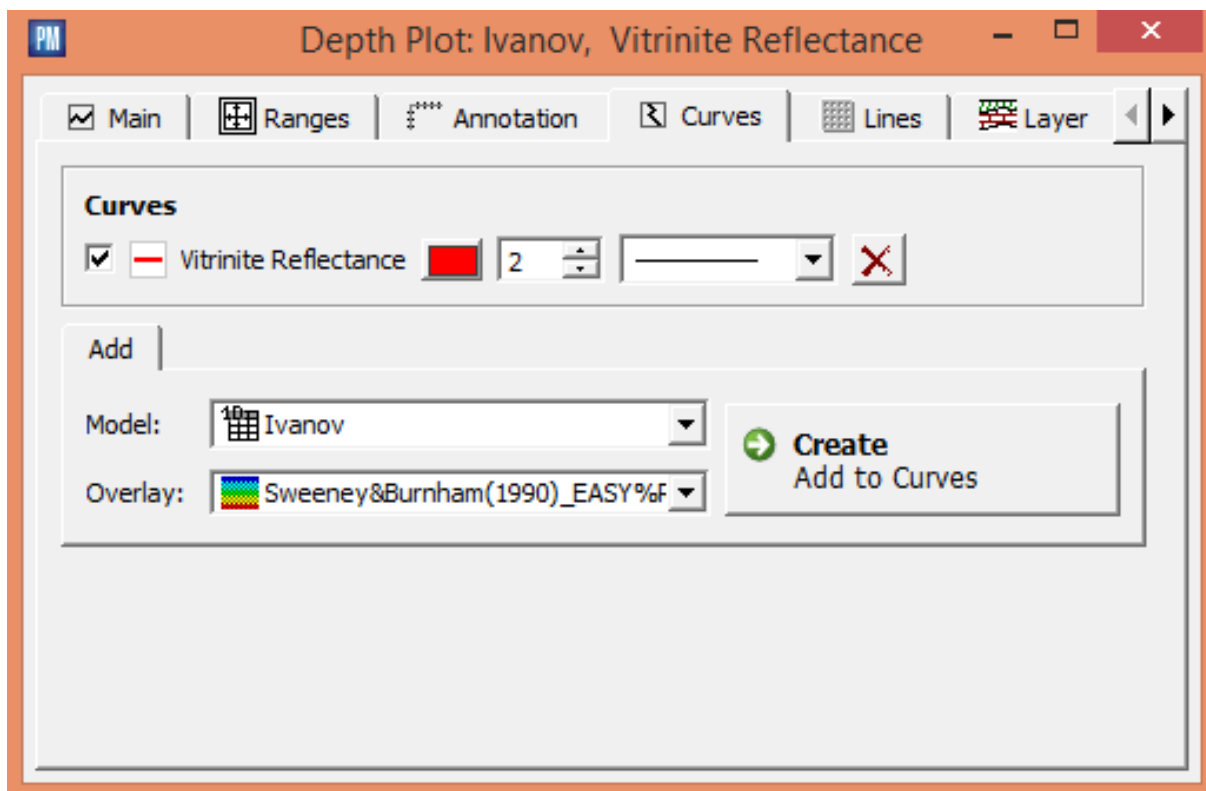 PM Depth Plot: Ivanov, Vitrinite Reflectance
Main Ranges Annotation Curves Lines Layer
Curves
Vitrinite Reflectance 2
Add
Model: 1D Ivanov
Overlay: Sweeney&Burnham(1990)_EASY%R
Create
Add to Curves